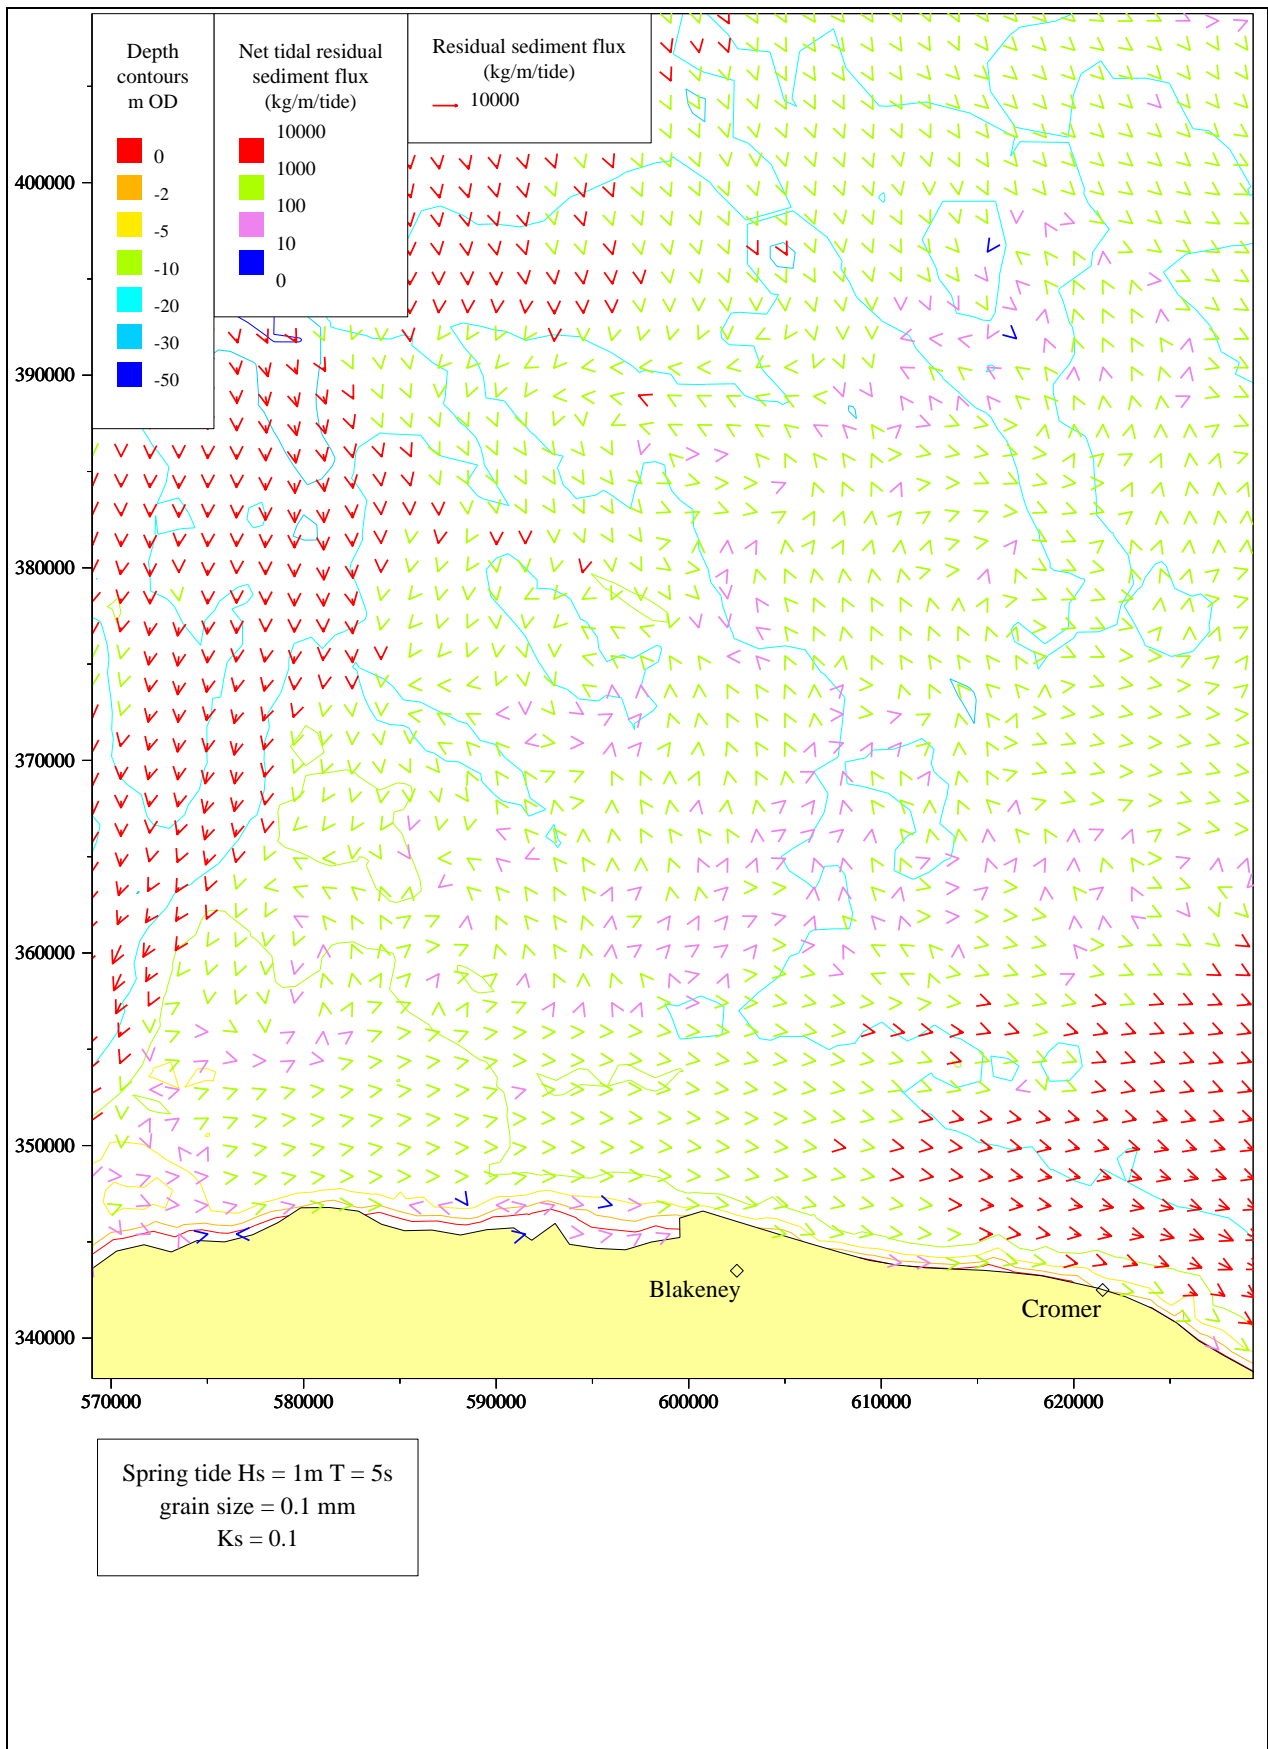 Depth
contours
m OD
0
-2
-5
-10
-20
-30
-50
Net tidal residual
sediment flux
(kg/m/tide)
10000
1000
100
10
0
Residual sediment flux
(kg/m/tide)
10000
400000
390000
380000
370000
360000
350000
340000
Blakeney
Cromer
570000 580000 590000 600000 610000 620000
Spring tide Hs = 1m T = 5s
grain size = 0.1 mm
Ks = 0.1